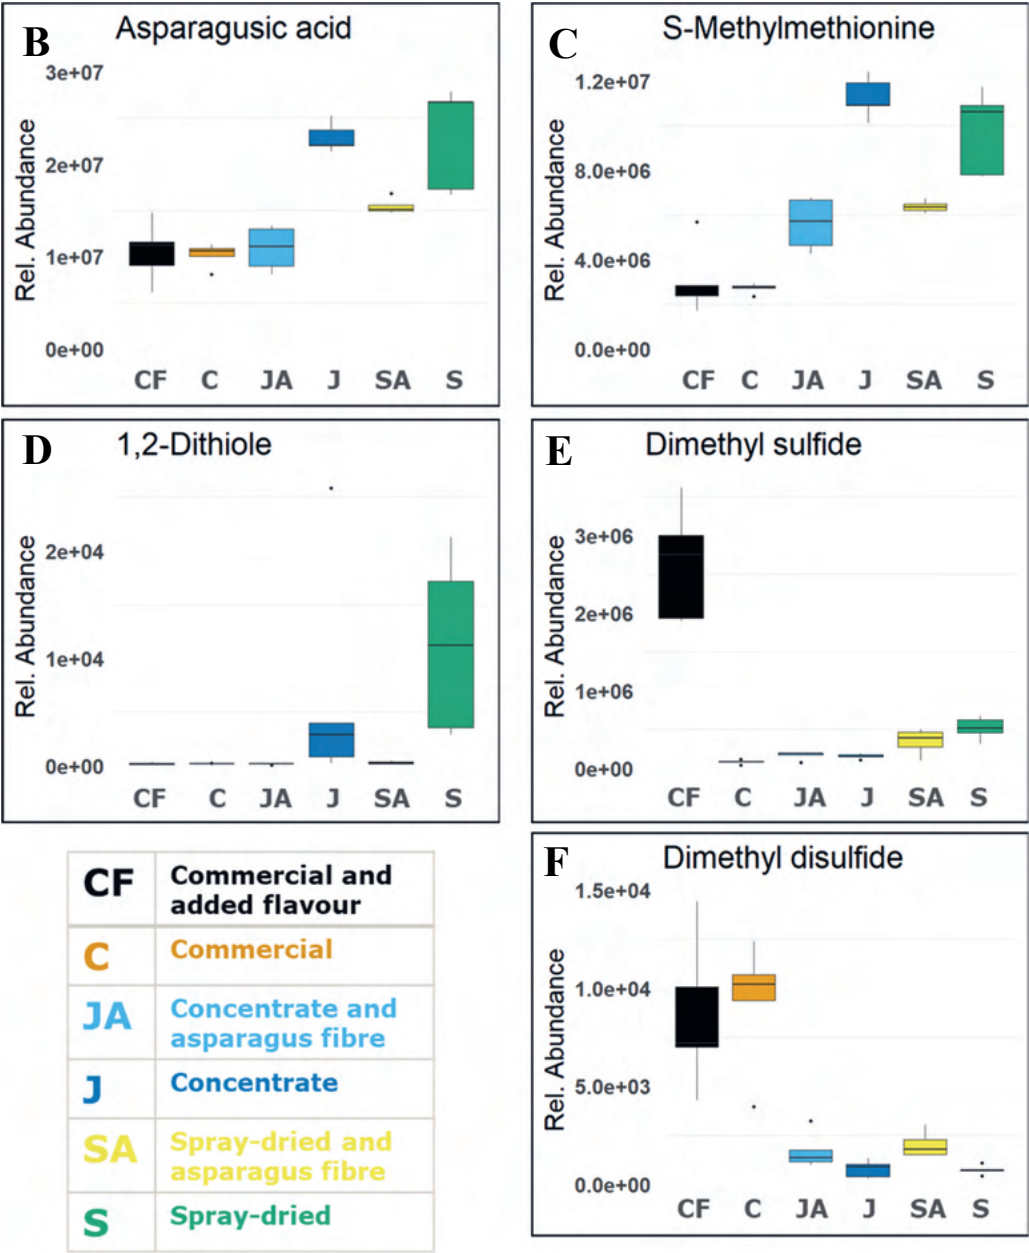 B
Asparagusic acid
Rel. Abundance
3e+07
2e+07
1e+07
0e+00
CF C JA J SA S
C
S-Methylmethionine
Rel. Abundance
1.2e+07
8.0e+06
4.0e+06
0.0e+00
CF C JA J SA S
D
1,2-Dithiole
Rel. Abundance
2e+04
1e+04
0e+00
CF C JA J SA S
E
Dimethyl sulfide
Rel. Abundance
3e+06
2e+06
1e+06
0e+00
CF C JA J SA S
CF Commercial and
added flavour
C Commercial
JA Concentrate and
asparagus fibre
J Concentrate
SA Spray-dried and
asparagus fibre
S Spray-dried
F
Dimethyl disulfide
Rel. Abundance
1.5e+04
1.0e+04
5.0e+03
0.0e+00
CF C JA J SA S